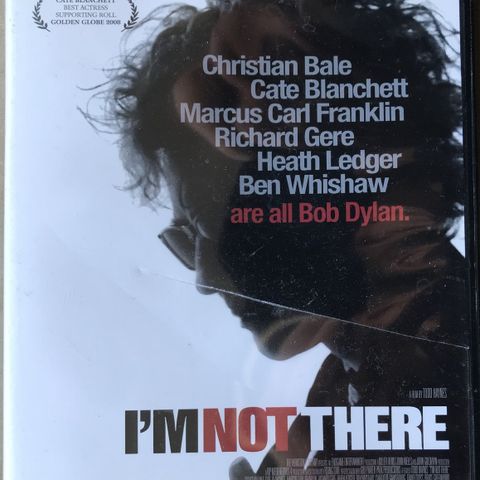 CATE BLANCHETT
BEST ACTRESS
SUPPORTING ROLL
GOLDEN GLOBE 2008
Christian Bale
Cate Blanchett
Marcus Carl Franklin
Richard Gere
Heath Ledger
Ben Whishaw
are all Bob Dylan.
A FILM BY TODD HAYNES
I'M NOT THERE